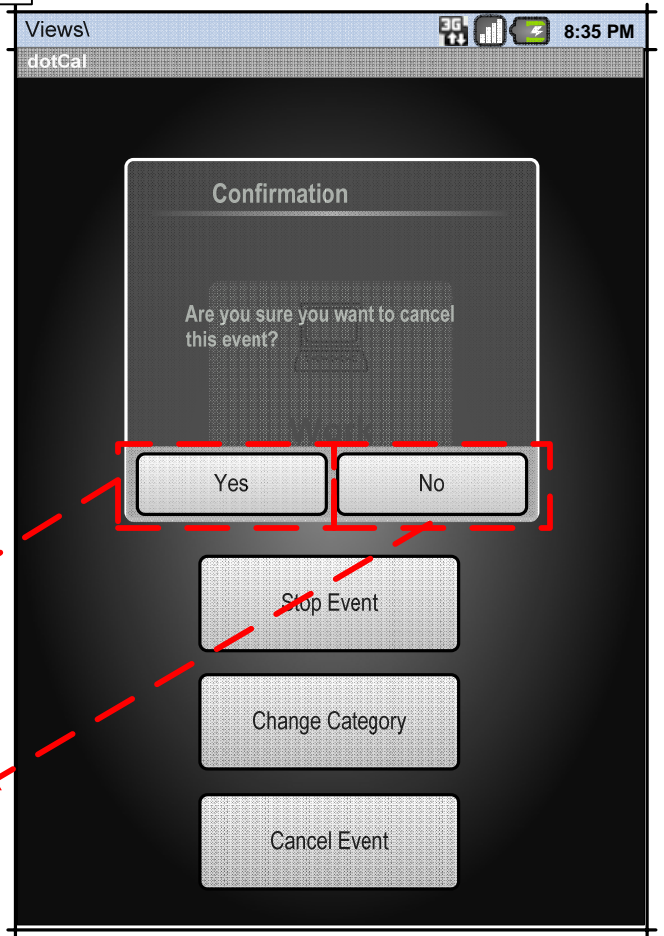 Views\
3G
8:35 PM
dotCal
Confirmation
Are you sure you want to cancel
this event?
Work
Yes
No
Stop Event
Change Category
Cancel Event